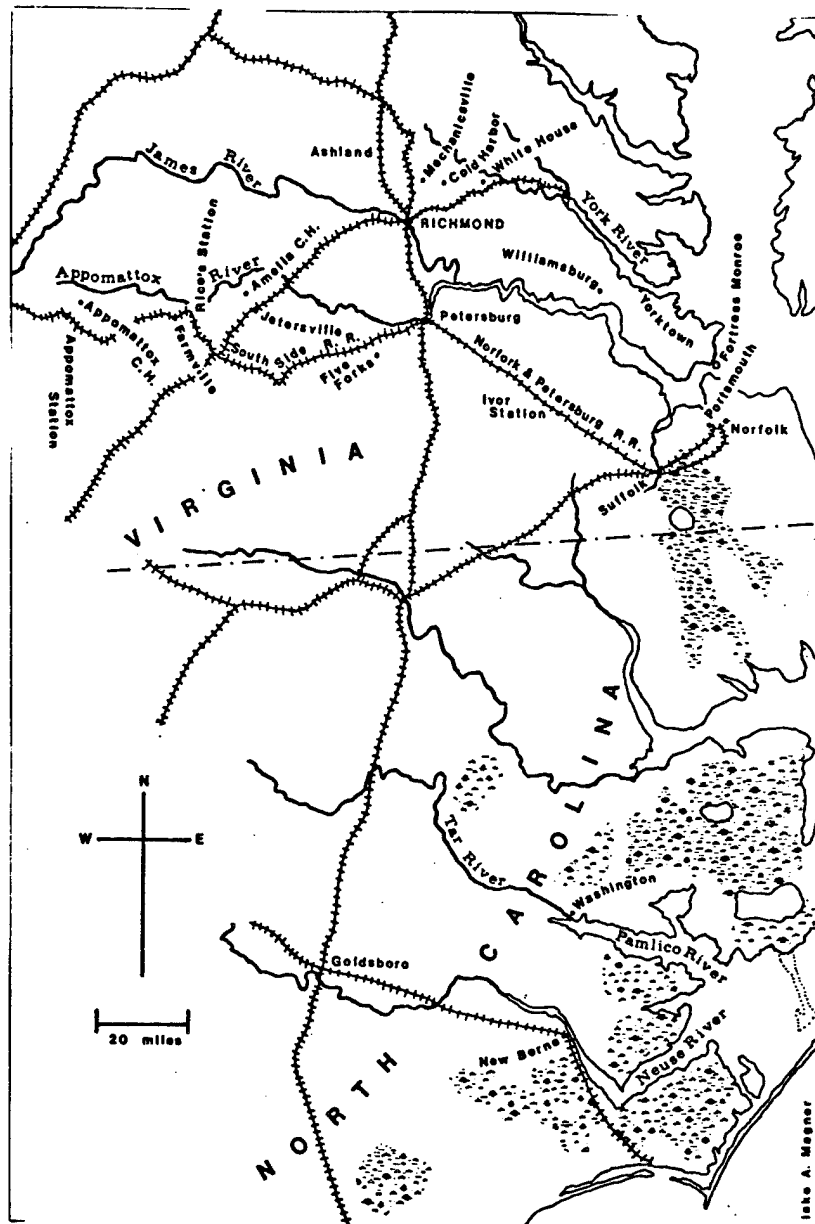 Ashland
Mechanicsville
Cold Harbor
White House
James River
RICHMOND
York River
Rice's Station
Appomattox River
Amelia C.H.
Williamsburg
Yorktown
Fortress Monroe
Appomattox C.H.
Appomattox Station
Farmville
Jetersville
South Side R. R.
Five Forks
Petersburg
Norfolk & Petersburg R.R.
Ivor Station
Portsmouth
Norfolk
Suffolk
VIRGINIA
NORTH CAROLINA
N
W
E
20 miles
Tar River
Washington
Pamlico River
Goldsboro
New Berne
Neuse River
A. Magner